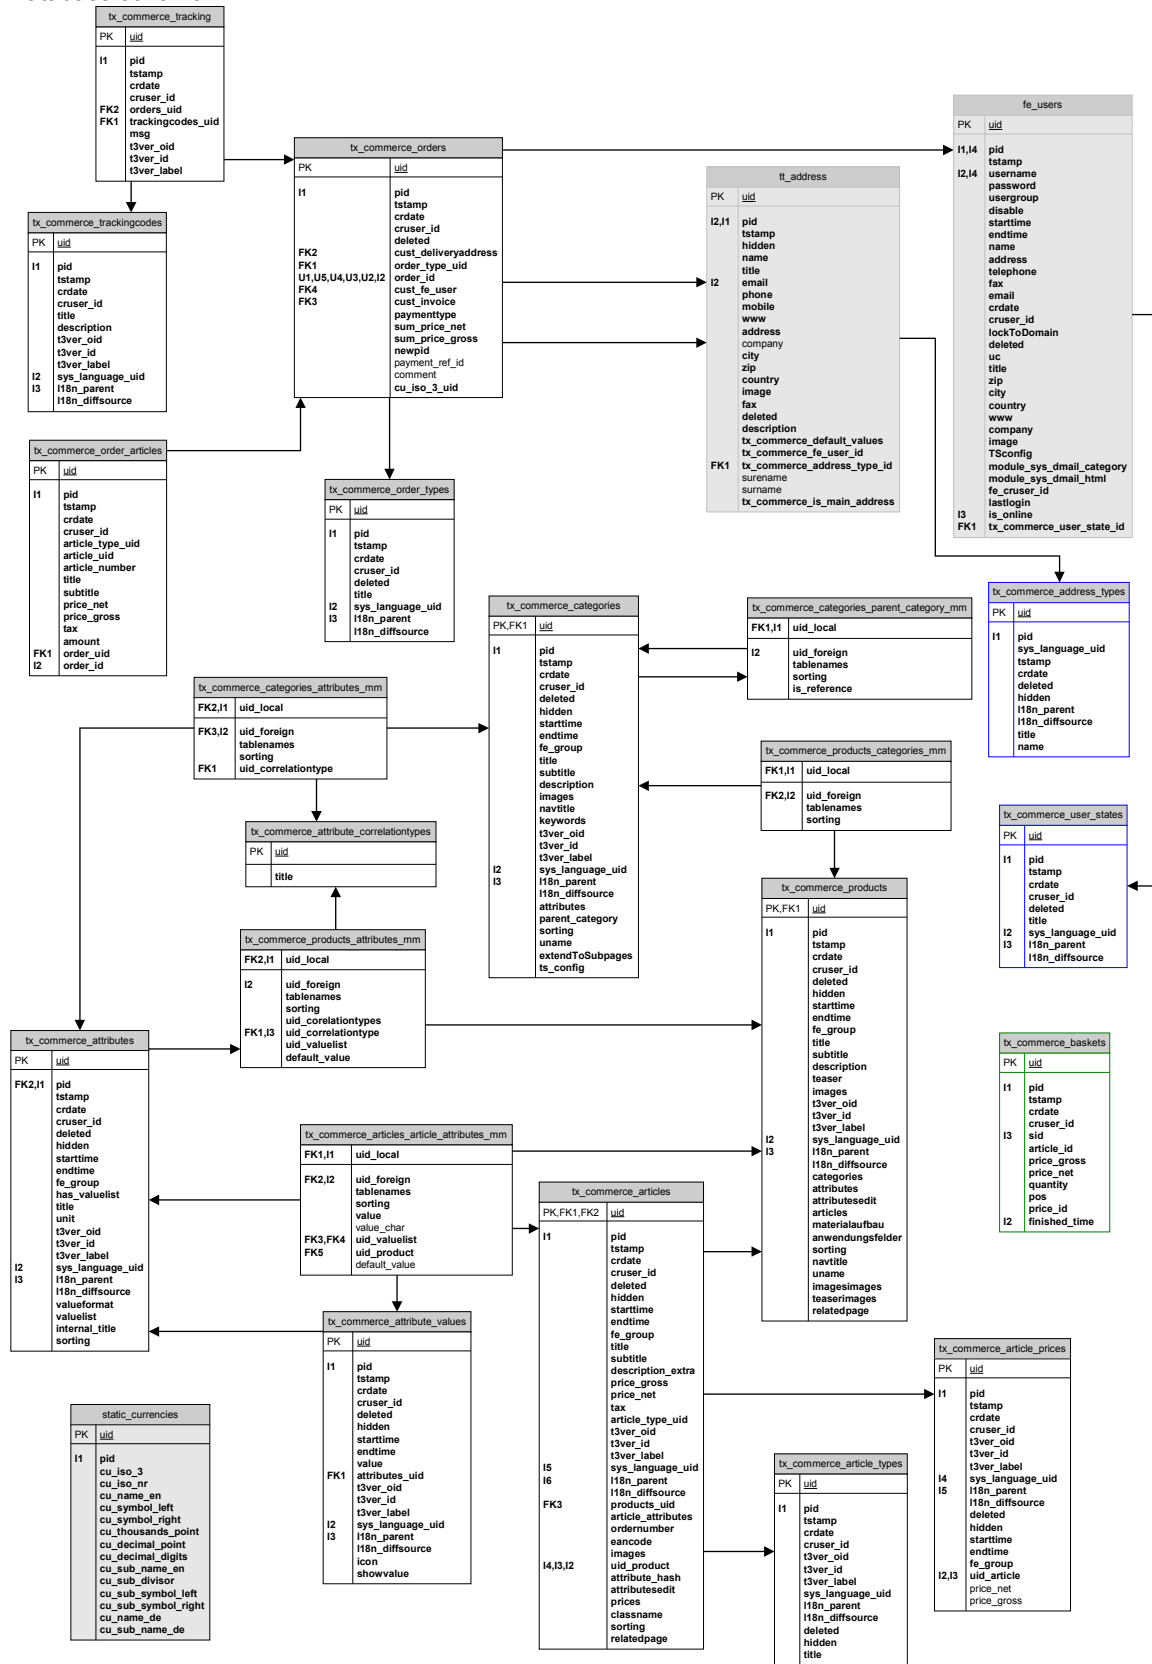 tx_commerce_tracking
PK uid
I1 pid
tstamp
crdate
cruser_id
FK2 orders_uid
FK1 trackingcodes_uid
msg
t3ver_oid
t3ver_id
t3ver_label
tx_commerce_trackingcodes
PK uid
I1 pid
tstamp
crdate
cruser_id
title
description
t3ver_oid
t3ver_id
t3ver_label
I2 sys_language_uid
I3 l18n_parent
l18n_diffsource
tx_commerce_orders
PK uid
I1 pid
tstamp
crdate
cruser_id
deleted
FK2 cust_deliveryaddress
FK1 order_type_uid
U1,U5,U4,U3,U2,I2 order_id
FK4 cust_fe_user
FK3 cust_invoice
paymenttype
sum_price_net
sum_price_gross
newpid
payment_ref_id
comment
cu_iso_3_uid
tt_address
PK uid
I2,I1 pid
tstamp
hidden
name
title
I2 email
phone
mobile
www
address
company
city
zip
country
image
fax
deleted
description
tx_commerce_default_values
tx_commerce_fe_user_id
FK1 tx_commerce_address_type_id
surename
surname
tx_commerce_is_main_address
fe_users
PK uid
I1,I4 pid
tstamp
I2,I4 username
password
usergroup
disable
starttime
endtime
name
address
telephone
fax
email
crdate
cruser_id
lockToDomain
deleted
uc
title
zip
city
country
www
company
image
TSconfig
module_sys_dmail_category
module_sys_dmail_html
fe_cruser_id
lastlogin
I3 is_online
FK1 tx_commerce_user_state_id
tx_commerce_order_articles
PK uid
I1 pid
tstamp
crdate
cruser_id
article_type_uid
article_uid
article_number
title
subtitle
price_net
price_gross
tax
amount
FK1 order_uid
I2 order_id
tx_commerce_order_types
PK uid
I1 pid
tstamp
crdate
cruser_id
deleted
title
I2 sys_language_uid
I3 l18n_parent
l18n_diffsource
tx_commerce_categories
PK,FK1 uid
I1 pid
tstamp
crdate
cruser_id
deleted
hidden
starttime
endtime
fe_group
title
subtitle
description
images
navtitle
keywords
t3ver_oid
t3ver_id
t3ver_label
I2 sys_language_uid
I3 l18n_parent
l18n_diffsource
attributes
parent_category
sorting
uname
extendToSubpages
ts_config
tx_commerce_categories_parent_category_mm
FK1,I1 uid_local
I2 uid_foreign
tablenames
sorting
is_reference
tx_commerce_address_types
PK uid
I1 pid
sys_language_uid
tstamp
crdate
deleted
hidden
l18n_parent
l18n_diffsource
title
name
tx_commerce_categories_attributes_mm
FK2,I1 uid_local
FK3,I2 uid_foreign
tablenames
sorting
FK1 uid_correlationtype
tx_commerce_products_categories_mm
FK1,I1 uid_local
FK2,I2 uid_foreign
tablenames
sorting
tx_commerce_attribute_correlationtypes
PK uid
title
tx_commerce_user_states
PK uid
I1 pid
tstamp
crdate
cruser_id
deleted
title
I2 sys_language_uid
I3 l18n_parent
l18n_diffsource
tx_commerce_products
PK,FK1 uid
I1 pid
tstamp
crdate
cruser_id
deleted
hidden
starttime
endtime
fe_group
title
subtitle
description
teaser
images
t3ver_oid
t3ver_id
t3ver_label
I2 sys_language_uid
I3 l18n_parent
l18n_diffsource
categories
attributes
attributesedit
articles
materialaufbau
anwendungsfelder
sorting
navtitle
uname
imagesimages
teaserimages
relatedpage
tx_commerce_products_attributes_mm
FK2,I1 uid_local
I2 uid_foreign
tablenames
sorting
uid_corelationtypes
FK1,I3 uid_correlationtype
uid_valuelist
default_value
tx_commerce_attributes
PK uid
FK2,I1 pid
tstamp
crdate
cruser_id
deleted
hidden
starttime
endtime
fe_group
has_valuelist
title
unit
t3ver_oid
t3ver_id
t3ver_label
I2 sys_language_uid
I3 l18n_parent
l18n_diffsource
valueformat
valuelist
internal_title
sorting
tx_commerce_baskets
PK uid
I1 pid
tstamp
crdate
cruser_id
I3 sid
article_id
price_gross
price_net
quantity
pos
price_id
I2 finished_time
tx_commerce_articles_article_attributes_mm
FK1,I1 uid_local
FK2,I2 uid_foreign
tablenames
sorting
value
value_char
FK3,FK4 uid_valuelist
FK5 uid_product
default_value
tx_commerce_articles
PK,FK1,FK2 uid
I1 pid
tstamp
crdate
cruser_id
deleted
hidden
starttime
endtime
fe_group
title
subtitle
description_extra
price_gross
price_net
tax
article_type_uid
t3ver_oid
t3ver_id
t3ver_label
I5 sys_language_uid
I6 l18n_parent
l18n_diffsource
FK3 products_uid
article_attributes
ordernumber
eancode
images
I4,I3,I2 uid_product
attribute_hash
attributesedit
prices
classname
sorting
relatedpage
tx_commerce_attribute_values
PK uid
I1 pid
tstamp
crdate
cruser_id
deleted
hidden
starttime
endtime
value
FK1 attributes_uid
t3ver_oid
t3ver_id
t3ver_label
I2 sys_language_uid
I3 l18n_parent
l18n_diffsource
icon
showvalue
tx_commerce_article_prices
PK uid
I1 pid
tstamp
crdate
cruser_id
t3ver_oid
t3ver_id
t3ver_label
I4 sys_language_uid
I5 l18n_parent
l18n_diffsource
deleted
hidden
starttime
endtime
fe_group
I2,I3 uid_article
price_net
price_gross
static_currencies
PK uid
I1 pid
cu_iso_3
cu_iso_nr
cu_name_en
cu_symbol_left
cu_symbol_right
cu_thousands_point
cu_decimal_point
cu_decimal_digits
cu_sub_name_en
cu_sub_divisor
cu_sub_symbol_left
cu_sub_symbol_right
cu_name_de
cu_sub_name_de
tx_commerce_article_types
PK uid
I1 pid
tstamp
crdate
cruser_id
t3ver_oid
t3ver_id
t3ver_label
sys_language_uid
l18n_parent
l18n_diffsource
deleted
hidden
title